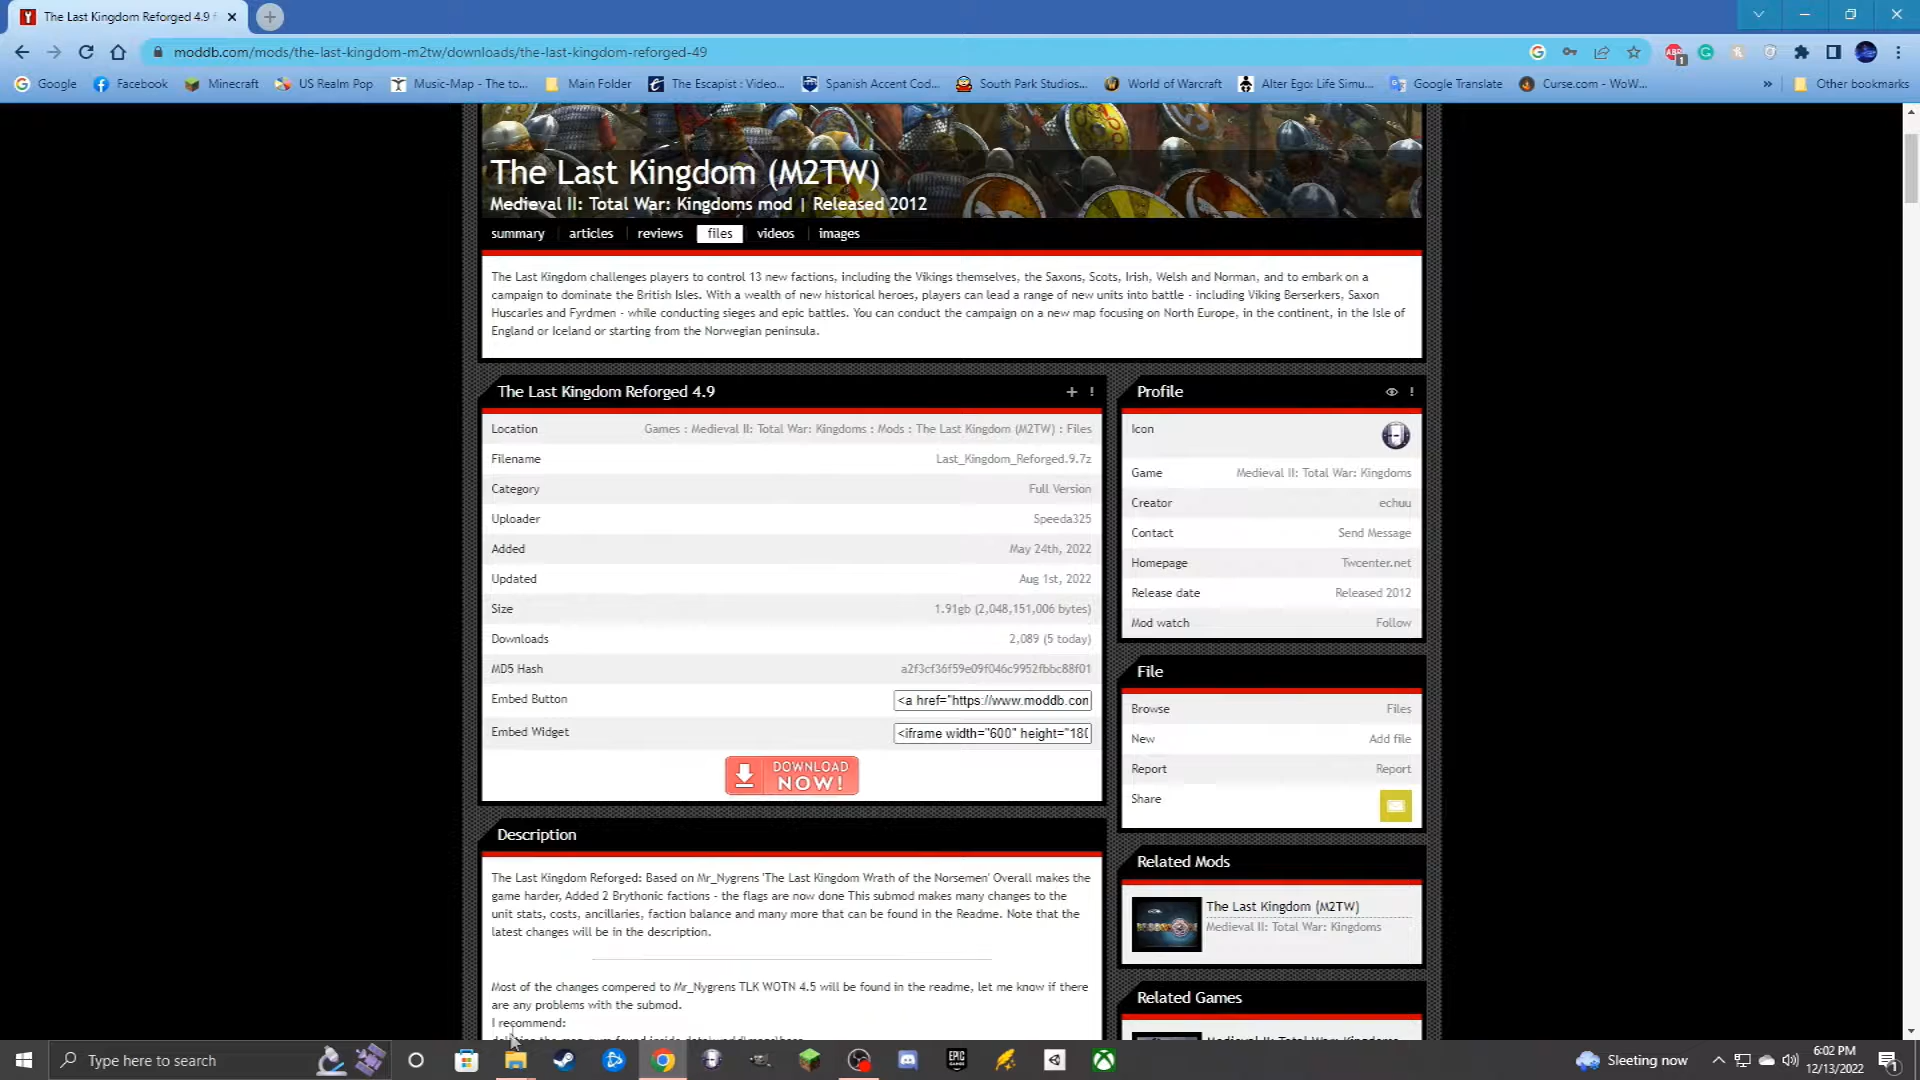 The Last Kingdom Reforged 4.9
moddb.com/mods/the-last-kingdom-m2tw/downloads/the-last-kingdom-reforged-49
Google
Facebook
Minecraft
US Realm Pop
Music-Map - The to...
Main Folder
The Escapist : Video...
Spanish Accent Cod...
South Park Studios...
World of Warcraft
Alter Ego: Life Simu...
Google Translate
Curse.com - WoW...
»
Other bookmarks
The Last Kingdom (M2TW)
Medieval II: Total War: Kingdoms mod | Released 2012
summary
articles
reviews
files
videos
images
The Last Kingdom challenges players to control 13 new factions, including the Vikings themselves, the Saxons, Scots, Irish, Welsh and Norman, and to embark on a
campaign to dominate the British Isles. With a wealth of new historical heroes, players can lead a range of new units into battle - including Viking Berserkers, Saxon
Huscarles and Fyrdmen - while conducting sieges and epic battles. You can conduct the campaign on a new map focusing on North Europe, in the continent, in the Isle of
England or Iceland or starting from the Norwegian peninsula.
The Last Kingdom Reforged 4.9
+ !
Location Games : Medieval II: Total War: Kingdoms : Mods : The Last Kingdom (M2TW) : Files
Filename Last_Kingdom_Reforged.9.7z
Category Full Version
Uploader Speeda325
Added May 24th, 2022
Updated Aug 1st, 2022
Size 1.91gb (2,048,151,006 bytes)
Downloads 2,089 (5 today)
MD5 Hash a2f3cf36f59e09f046c9952fbbc88f01
Embed Button <a href="https://www.moddb.con
Embed Widget <iframe width="600" height="180
DOWNLOAD
NOW!
Profile
!
Icon
Game Medieval II: Total War: Kingdoms
Creator echuu
Contact Send Message
Homepage Twcenter.net
Release date Released 2012
Mod watch Follow
File
Browse Files
New Add file
Report Report
Share
Description
The Last Kingdom Reforged: Based on Mr_Nygrens 'The Last Kingdom Wrath of the Norsemen' Overall makes the
game harder, Added 2 Brythonic factions - the flags are now done This submod makes many changes to the
unit stats, costs, ancillaries, faction balance and many more that can be found in the Readme. Note that the
latest changes will be in the description.
Most of the changes compered to Mr_Nygrens TLK WOTN 4.5 will be found in the readme, let me know if there
are any problems with the submod.
I recommend:
Related Mods
The Last Kingdom (M2TW)
Medieval II: Total War: Kingdoms
Related Games
Type here to search
EPIC
GAMES
Sleeting now
6:02 PM
12/13/2022
1